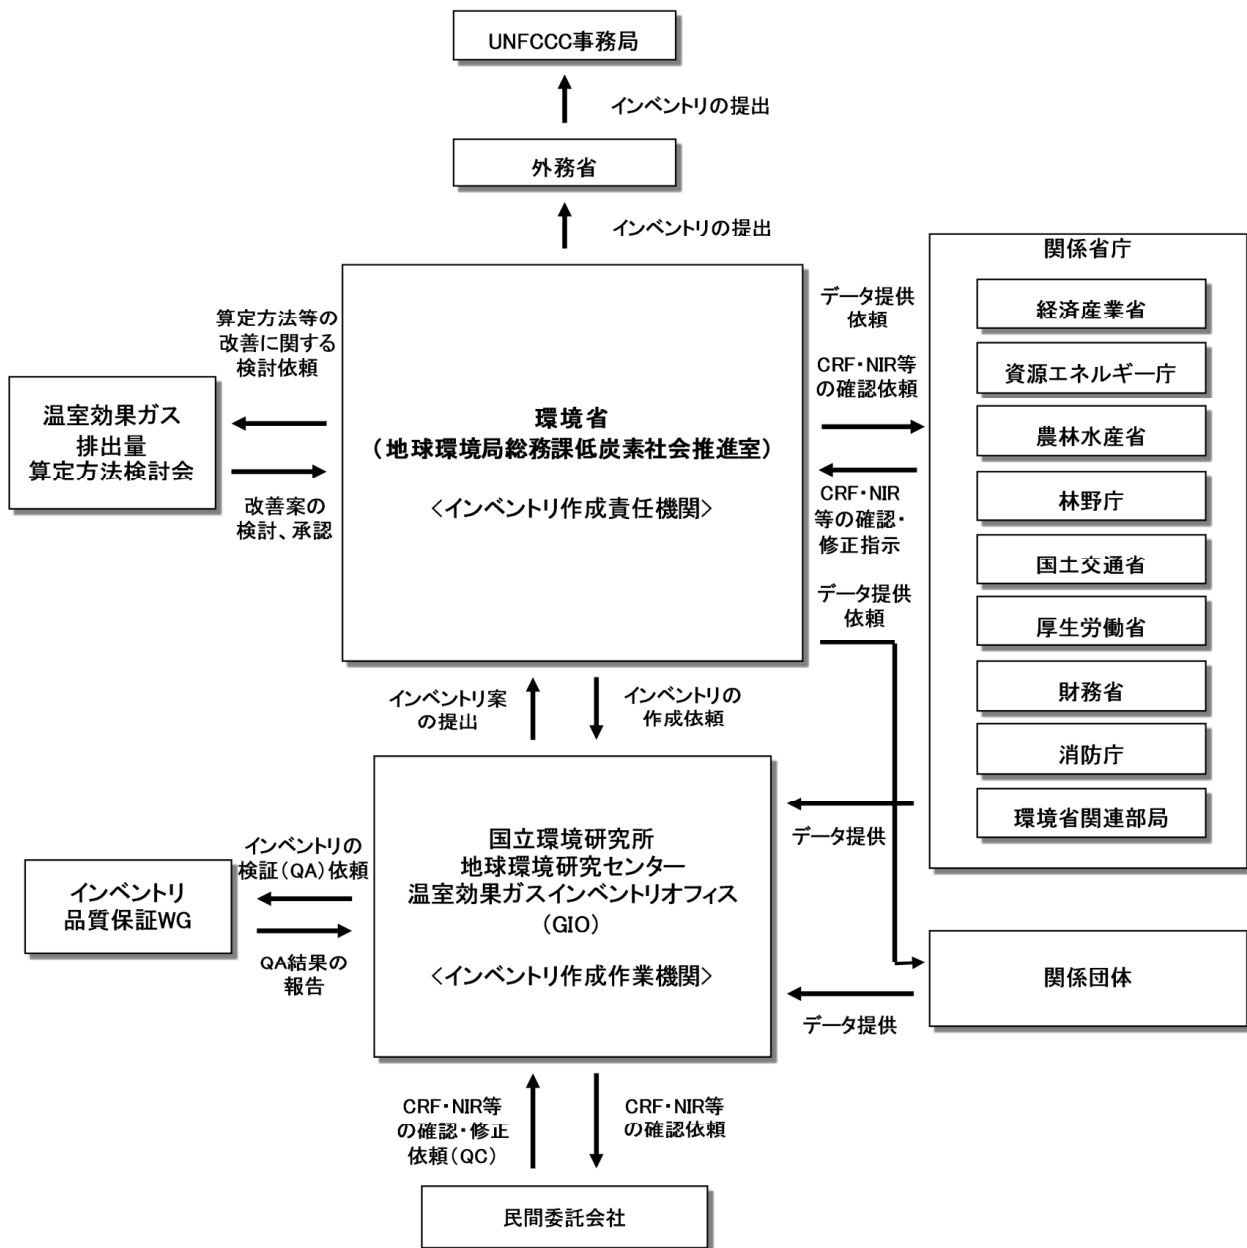 UNFCCC事務局
インベントリの提出
外務省
インベントリの提出
環境省
(地球環境局総務課低炭素社会推進室)
<インベントリ作成責任機関>
算定方法等の
改善に関する
検討依頼
温室効果ガス
排出量
算定方法検討会
改善案の
検討、承認
データ提供
依頼
CRF・NIR等
の確認依頼
CRF・NIR
等の確認・
修正指示
データ提供
依頼
関係省庁
経済産業省
資源エネルギー庁
農林水産省
林野庁
国土交通省
厚生労働省
財務省
消防庁
環境省関連部局
インベントリ案
の提出
インベントリの
作成依頼
国立環境研究所
地球環境研究センター
温室効果ガスインベントリオフィス
(GIO)
<インベントリ作成作業機関>
インベントリの
検証(QA)依頼
インベントリ
品質保証WG
QA結果の
報告
データ提供
関係団体
データ提供
CRF・NIR等
の確認・修正
依頼(QC)
CRF・NIR等
の確認依頼
民間委託会社